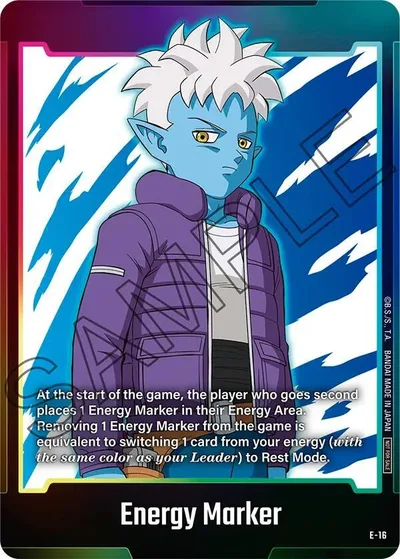 SAMPLE
©B.S./S., T.A. BANDAI MADE IN JAPAN
NOT FOR SALE
At the start of the game, the player who goes second
places 1 Energy Marker in their Energy Area.
Removing 1 Energy Marker from the game is
equivalent to switching 1 card from your energy (with
the same color as your Leader) to Rest Mode.
Energy Marker
E-16